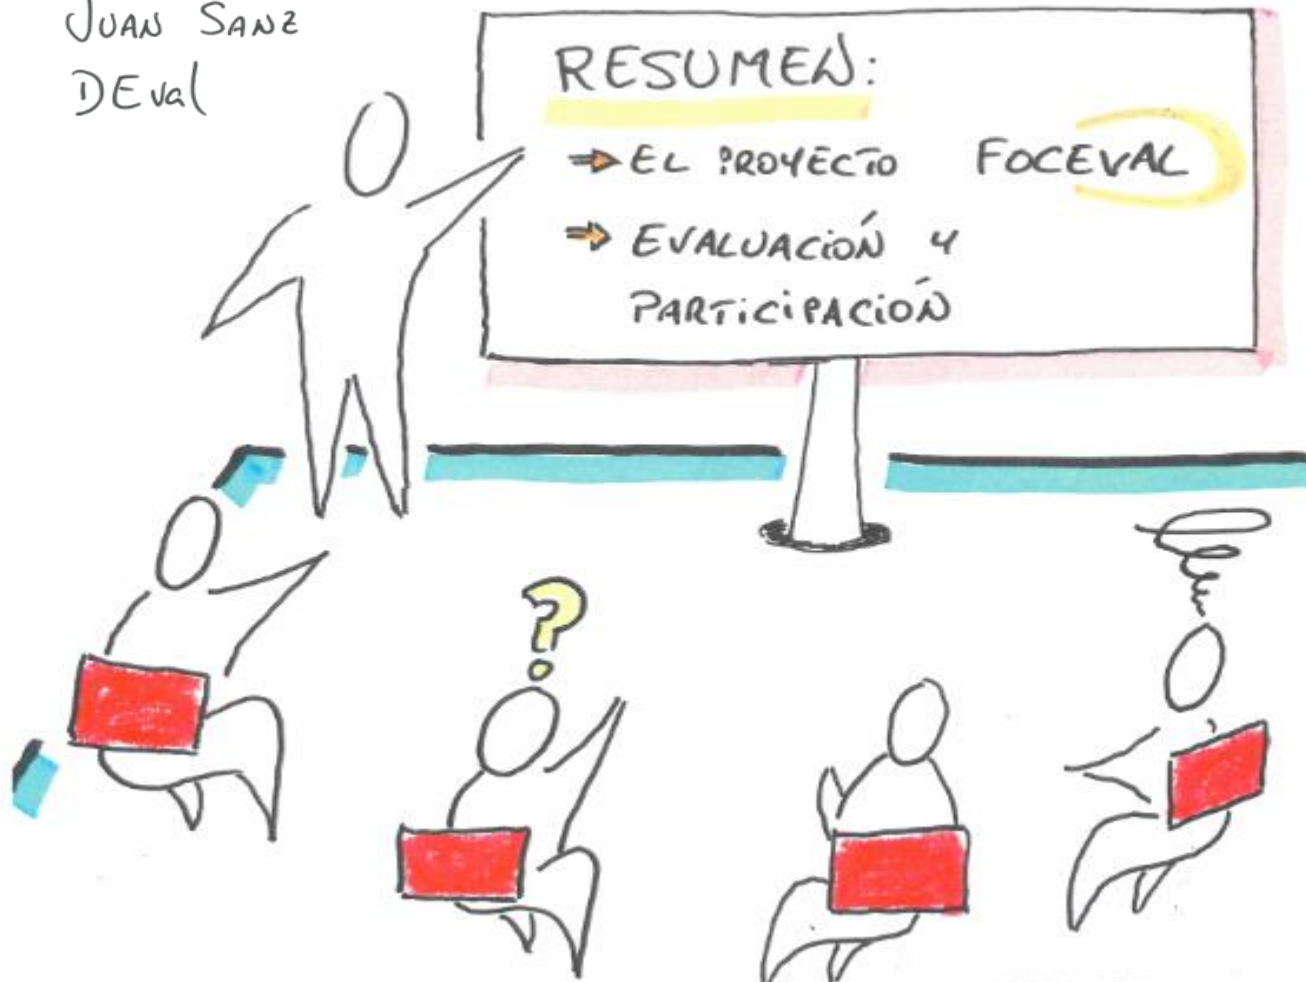 JUAN SANZ
DEval
RESUMEN:
EL PROYECTO FOCEVAL
EVALUACIÓN Y
PARTICIPACIÓN
?